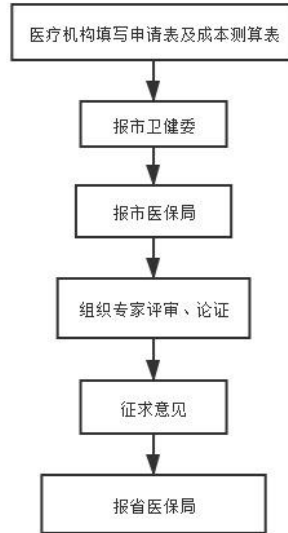 医疗机构填写申请表及成本测算表
报市卫健委
报市医保局
组织专家评审、论证
征求意见
报省医保局